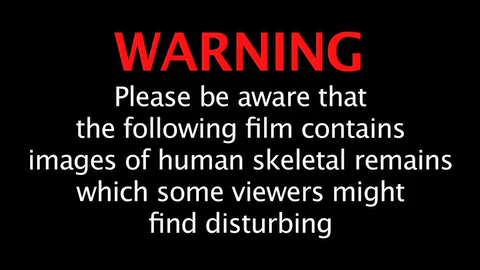 WARNING
Please be aware that
the following film contains
images of human skeletal remains
which some viewers might
find disturbing